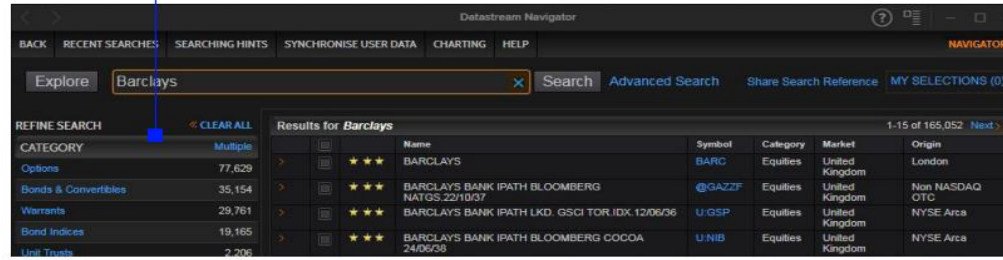 Datastream Navigator
BACK RECENT SEARCHES SEARCHING HINTS SYNCHRONISE USER DATA CHARTING HELP NAVIGATOR
Explore Barclays Search Advanced Search Share Search Reference MY SELECTIONS (0)
REFINE SEARCH « CLEAR ALL Results for Barclays 1-15 of 165,052 Next>
CATEGORY Multiple Name Symbol Category Market Origin
Options 77,629 BARCLAYS BARC Equities United Kingdom London
Bonds & Convertibles 35,154 BARCLAYS BANK IPATH BLOOMBERG NATGS.22/10/37 @GAZZF Equities United Kingdom Non NASDAQ OTC
Warrants 29,761 BARCLAYS BANK IPATH LKD. GSCI TOR.IDX.12/06/36 U:GSP Equities United Kingdom NYSE Arca
Bond Indices 19,165 BARCLAYS BANK IPATH BLOOMBERG COCOA 24/06/38 U:NIB Equities United Kingdom NYSE Arca
Unit Trusts 2,206